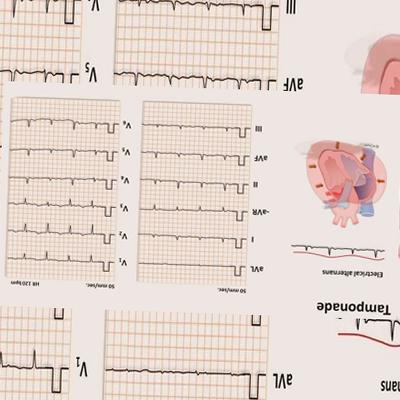 aVL
V1
Tamponade
Electrical alternans
50 mm/sec.
50 mm/sec.
HR 120 bpm
aVL
I
-aVR
II
aVF
III
V1
V2
V3
V4
V5
V6
aVF
V5
III